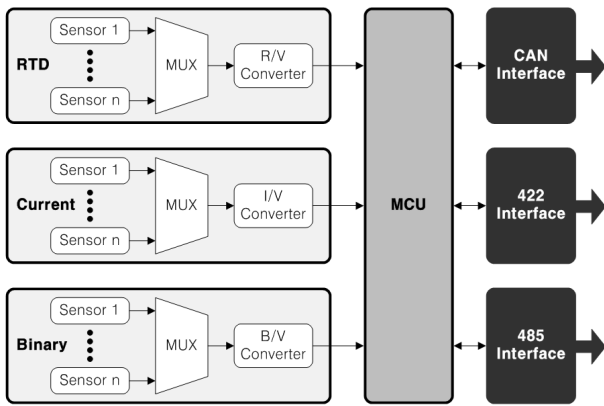 Sensor 1
RTD
Sensor n
MUX
R/V
Converter
Sensor 1
Current
Sensor n
MUX
I/V
Converter
Sensor 1
Binary
Sensor n
MUX
B/V
Converter
MCU
CAN
Interface
422
Interface
485
Interface